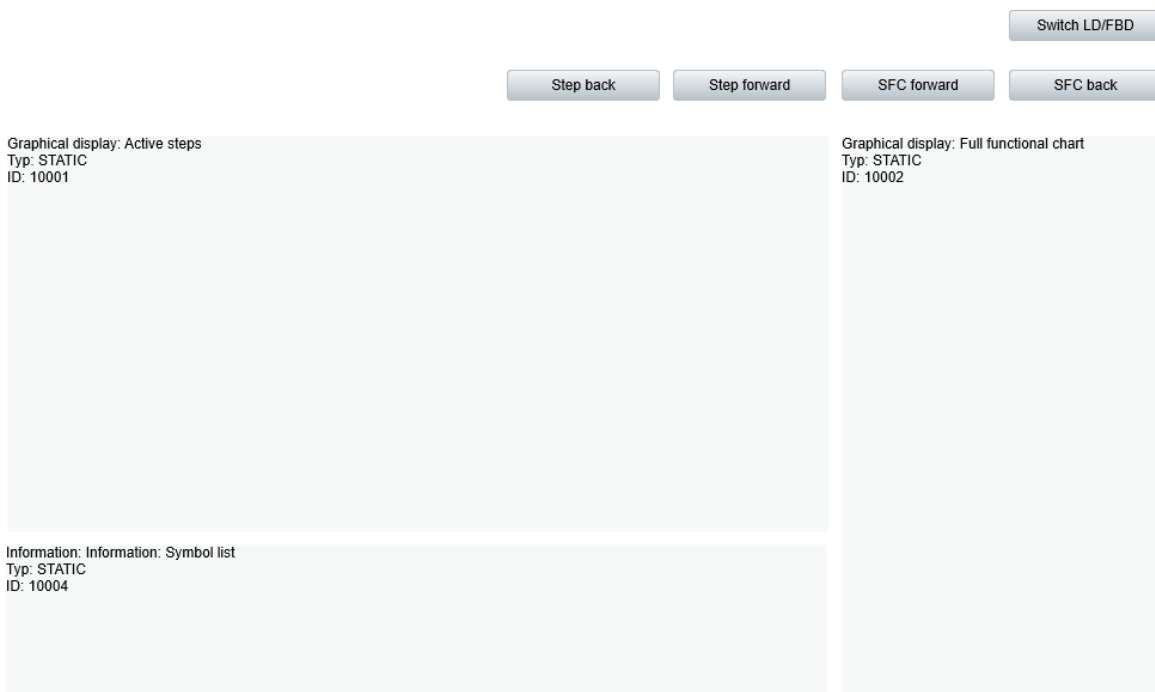 Switch LD/FBD
Step back
Step forward
SFC forward
SFC back
Graphical display: Active steps
Typ: STATIC
ID: 10001
Graphical display: Full functional chart
Typ: STATIC
ID: 10002
Information: Information: Symbol list
Typ: STATIC
ID: 10004